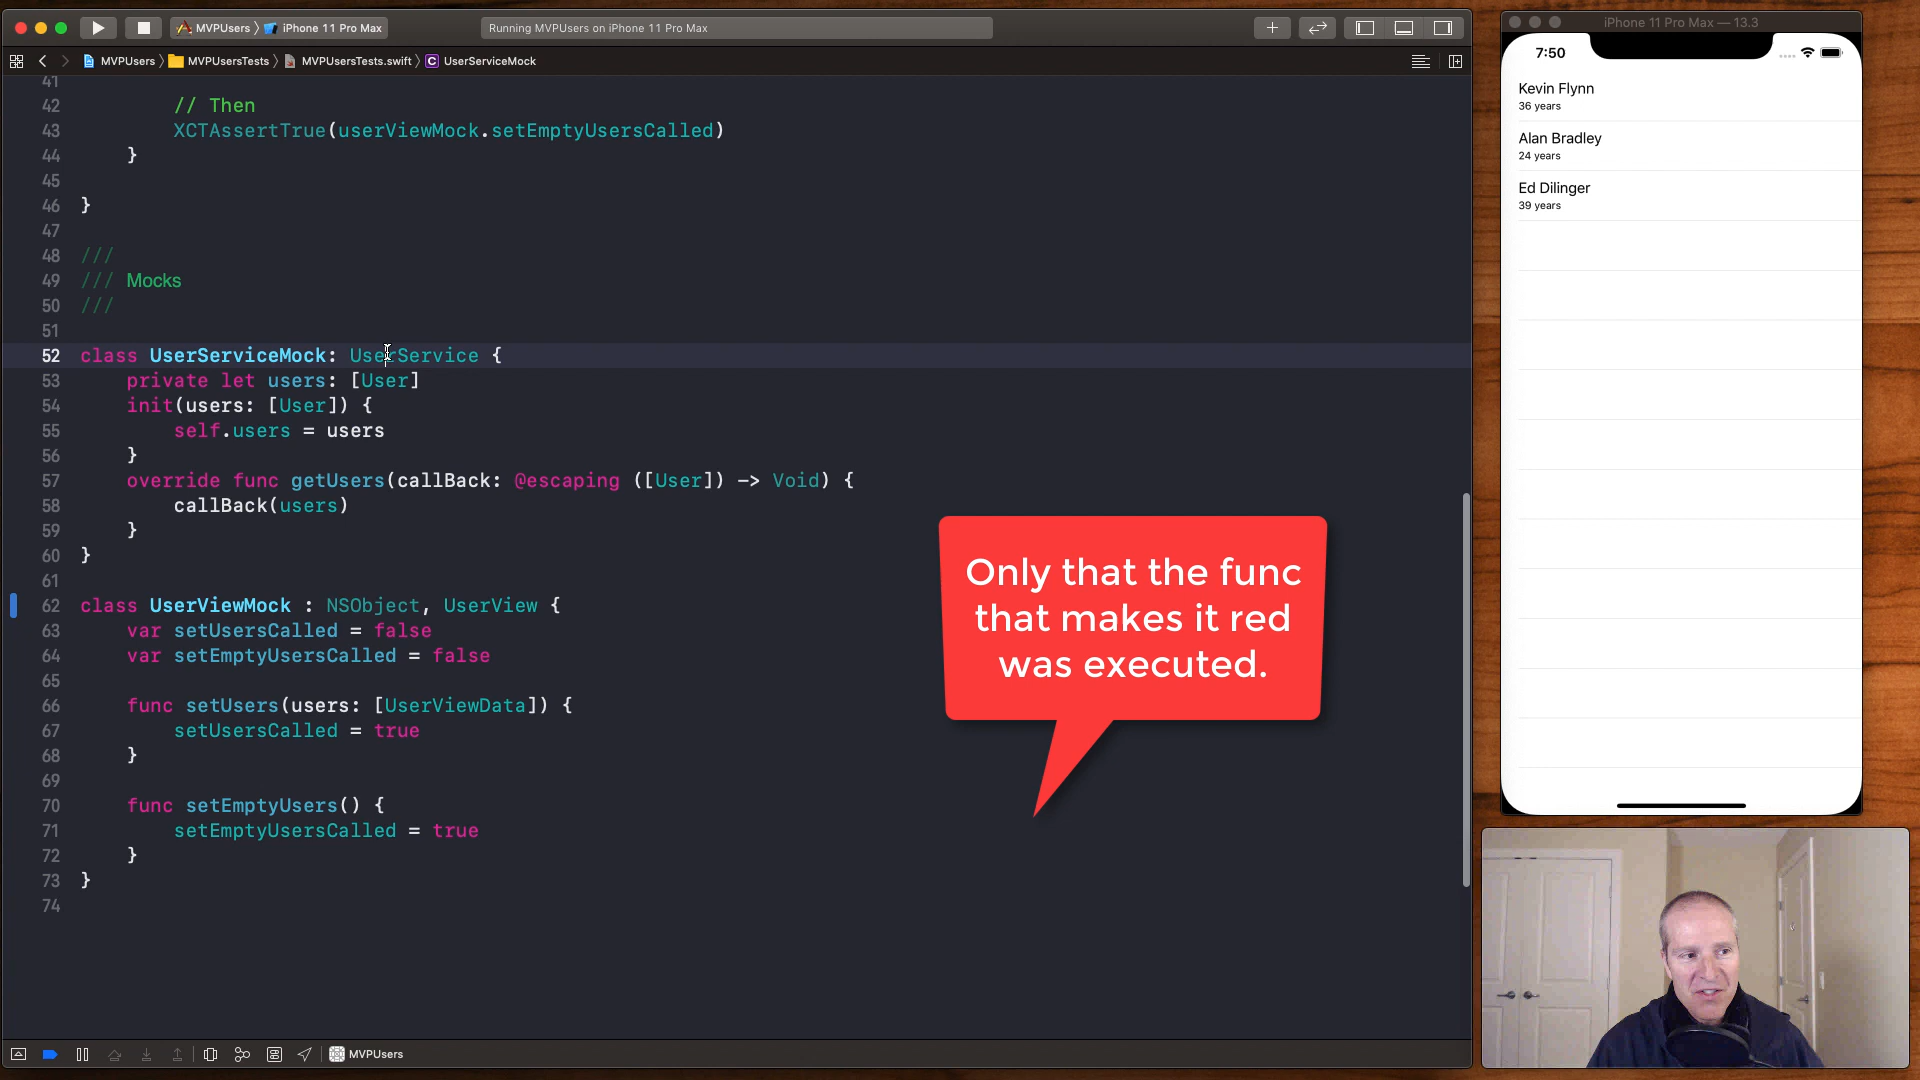 MVPUsers
iPhone 11 Pro Max
Running MVPUsers on iPhone 11 Pro Max
MVPUsers
MVPUsersTests
MVPUsersTests.swift
C
UserServiceMock
41
42 // Then
43 XCTAssertTrue(userViewMock.setEmptyUsersCalled)
44 }
45
46 }
47
48 ///
49 /// Mocks
50 ///
51
52 class UserServiceMock: UserService {
53 private let users: [User]
54 init(users: [User]) {
55 self.users = users
56 }
57 override func getUsers(callBack: @escaping ([User]) -> Void) {
58 callBack(users)
59 }
60 }
61
62 class UserViewMock : NSObject, UserView {
63 var setUsersCalled = false
64 var setEmptyUsersCalled = false
65
66 func setUsers(users: [UserViewData]) {
67 setUsersCalled = true
68 }
69
70 func setEmptyUsers() {
71 setEmptyUsersCalled = true
72 }
73 }
74
Only that the func
that makes it red
was executed.
MVPUsers
iPhone 11 Pro Max — 13.3
7:50
Kevin Flynn
36 years
Alan Bradley
24 years
Ed Dilinger
39 years